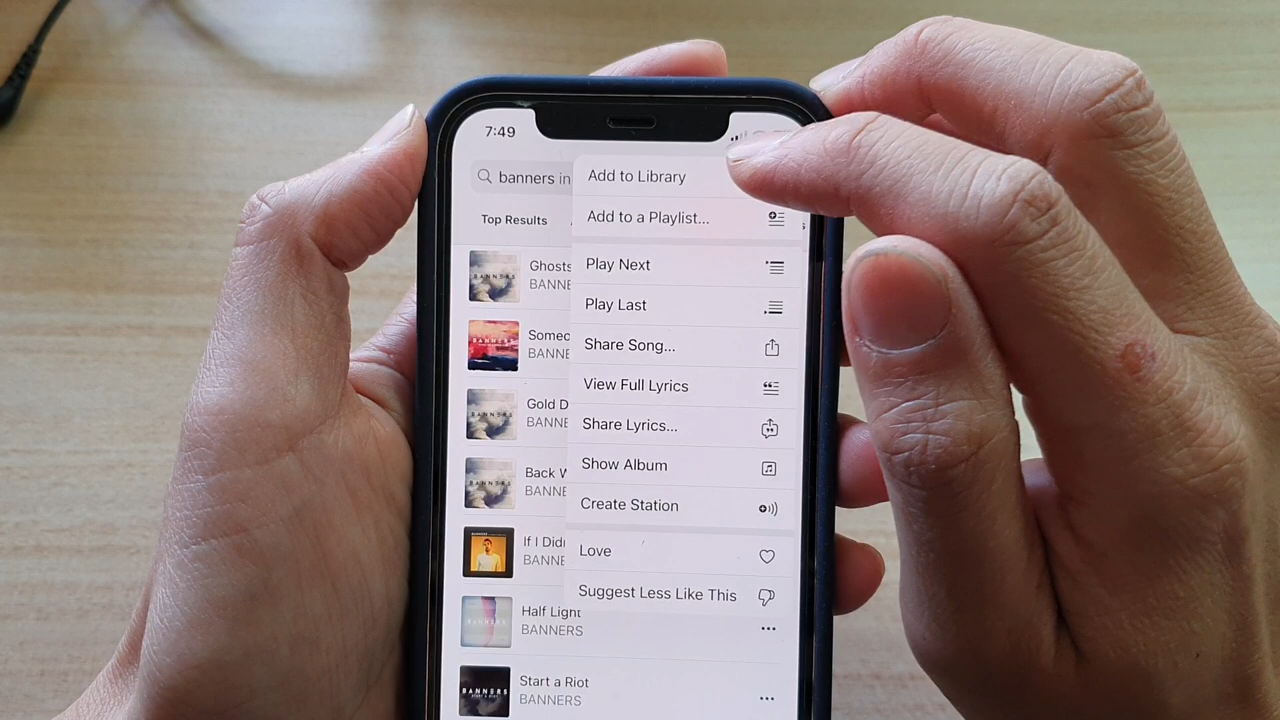 7:49
banners in
Add to Library
Top Results
Add to a Playlist...
Ghosts
BANNE
Play Next
Play Last
Someo
BANNE
Share Song...
View Full Lyrics
Gold D
BANNE
Share Lyrics...
Show Album
Back W
BANNE
Create Station
If I Didn
BANNE
Love
Suggest Less Like This
Half Light
BANNERS
Start a Riot
BANNERS
BANNERS